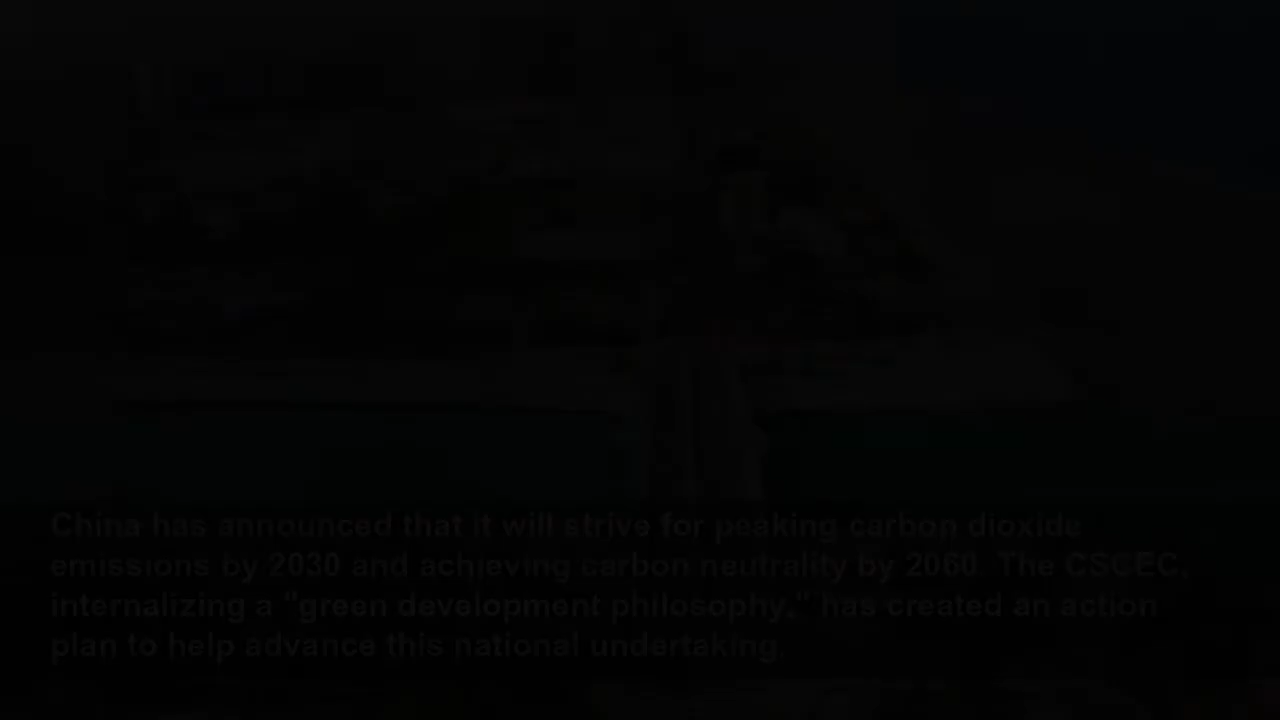 China has announced that it will strive for peaking carbon dioxide
emissions by 2030 and achieving carbon neutrality by 2060. The CSCEC,
internalizing a "green development philosophy," has created an action
plan to help advance this national undertaking.